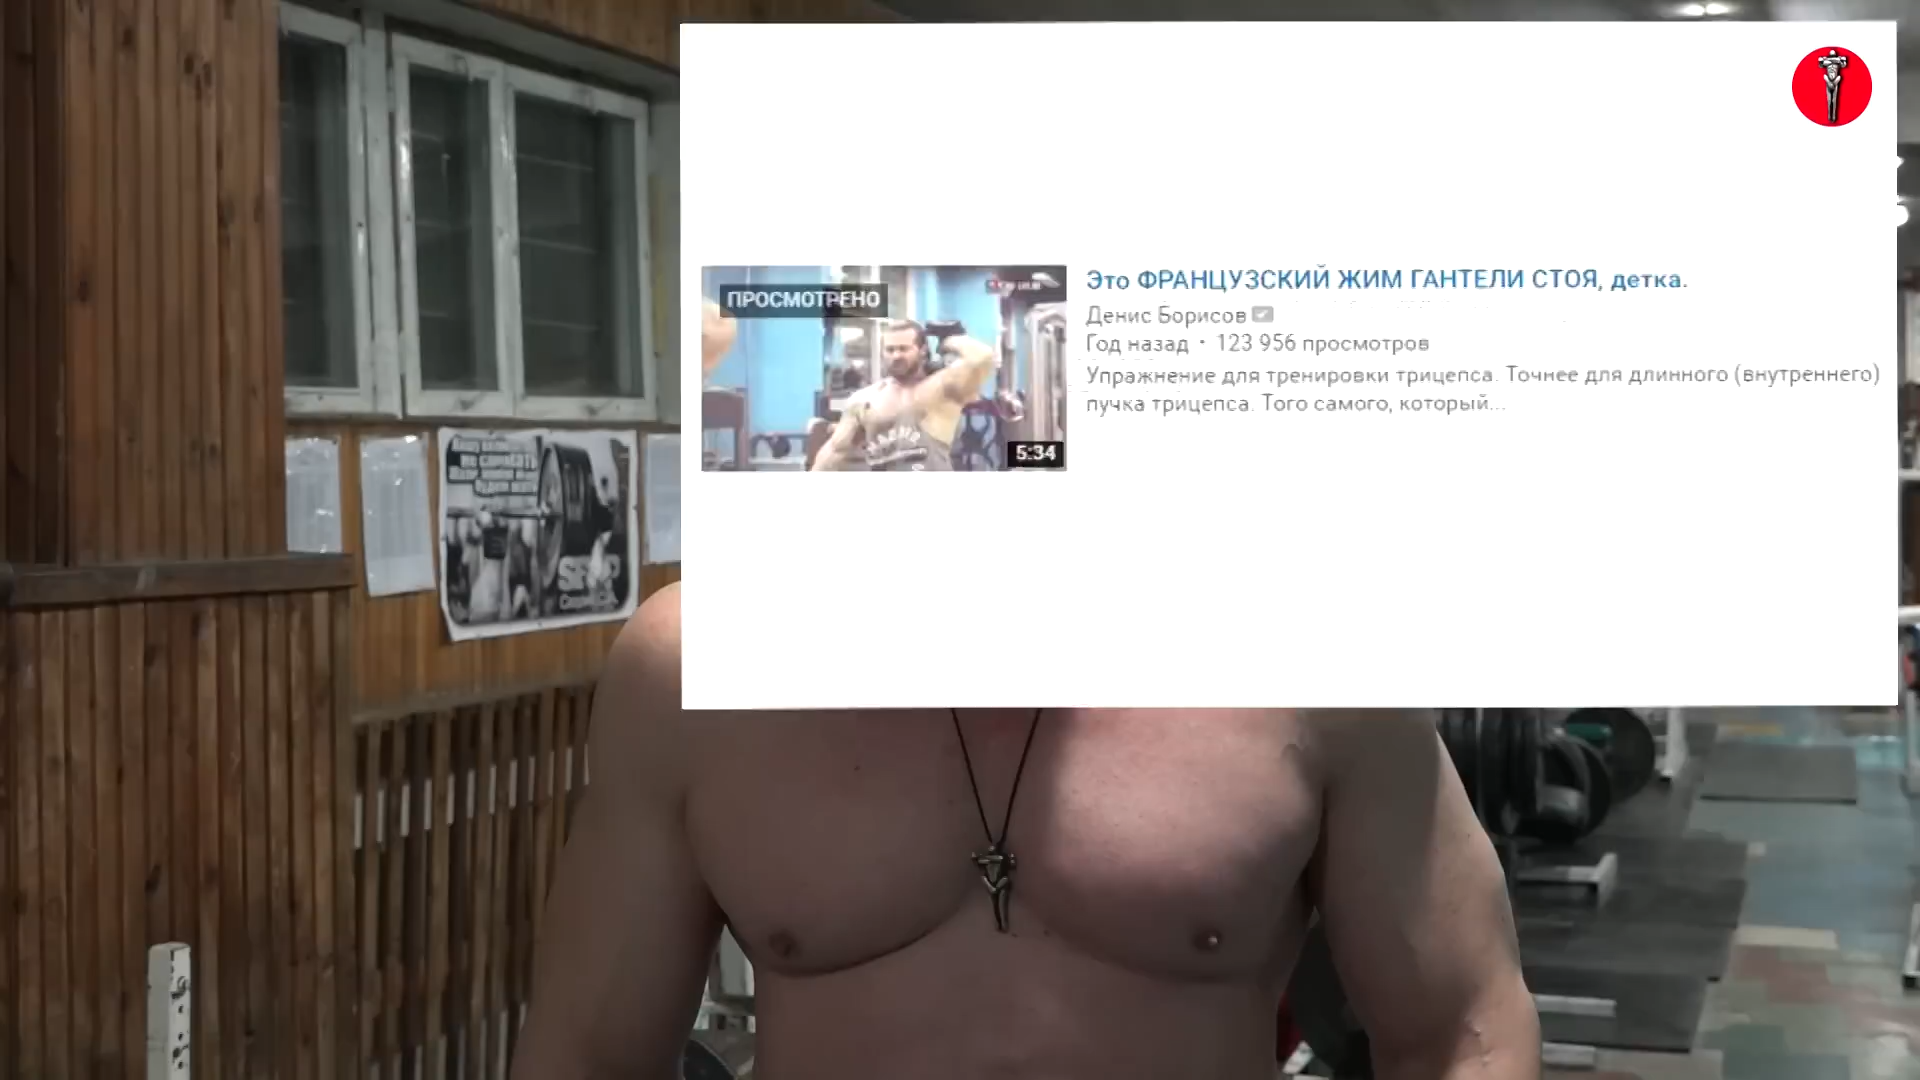 ПРОСМОТРЕНО
5:34
Это ФРАНЦУЗСКИЙ ЖИМ ГАНТЕЛИ СТОЯ, детка.
Денис Борисов
Год назад • 123 956 просмотров
Упражнение для тренировки трицепса. Точнее для длинного (внутреннего)
пучка трицепса. Того самого, который...